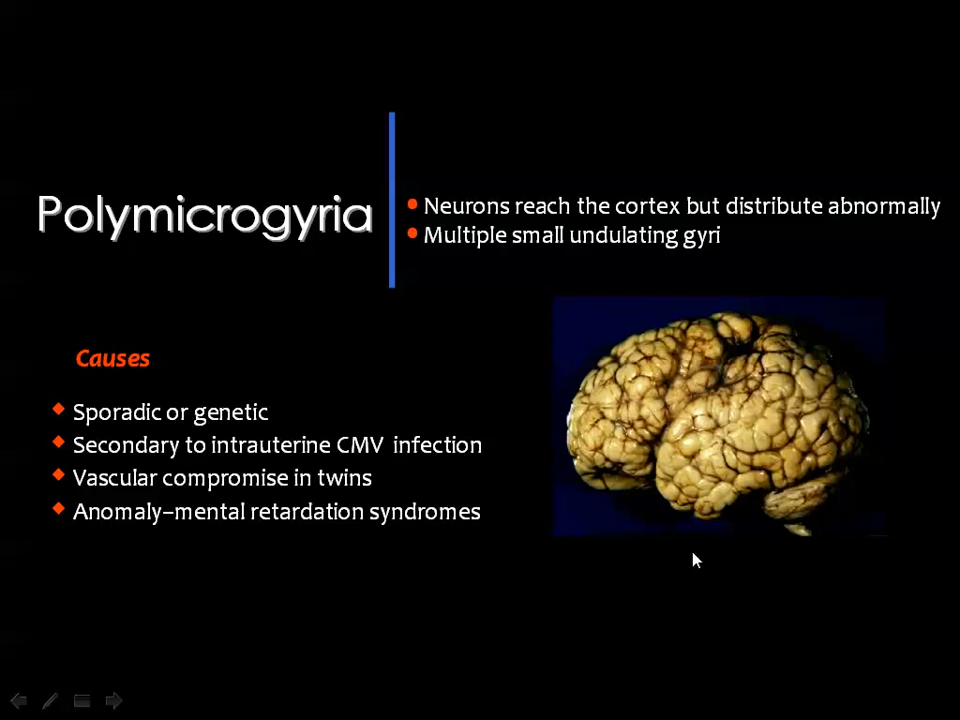 Polymicrogyria
Neurons reach the cortex but distribute abnormally
Multiple small undulating gyri
Causes
Sporadic or genetic
Secondary to intrauterine CMV infection
Vascular compromise in twins
Anomaly–mental retardation syndromes